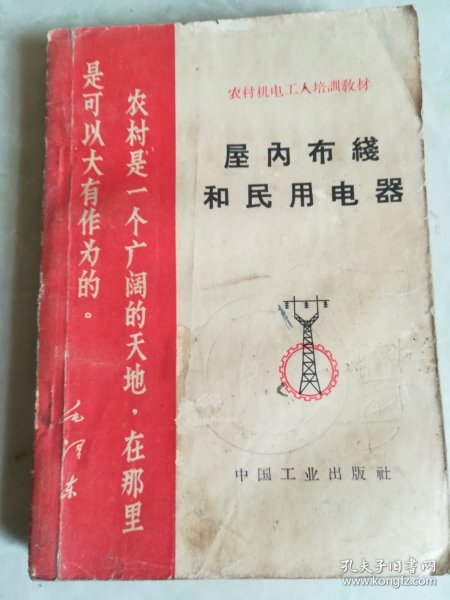 农村是一个广阔的天地，在那里
是可以大有作为的。
毛泽东
农村机电工人培訓教材
屋內布綫
和民用电器
中国工业出版社
孔夫子旧书网
www.kongfz.com